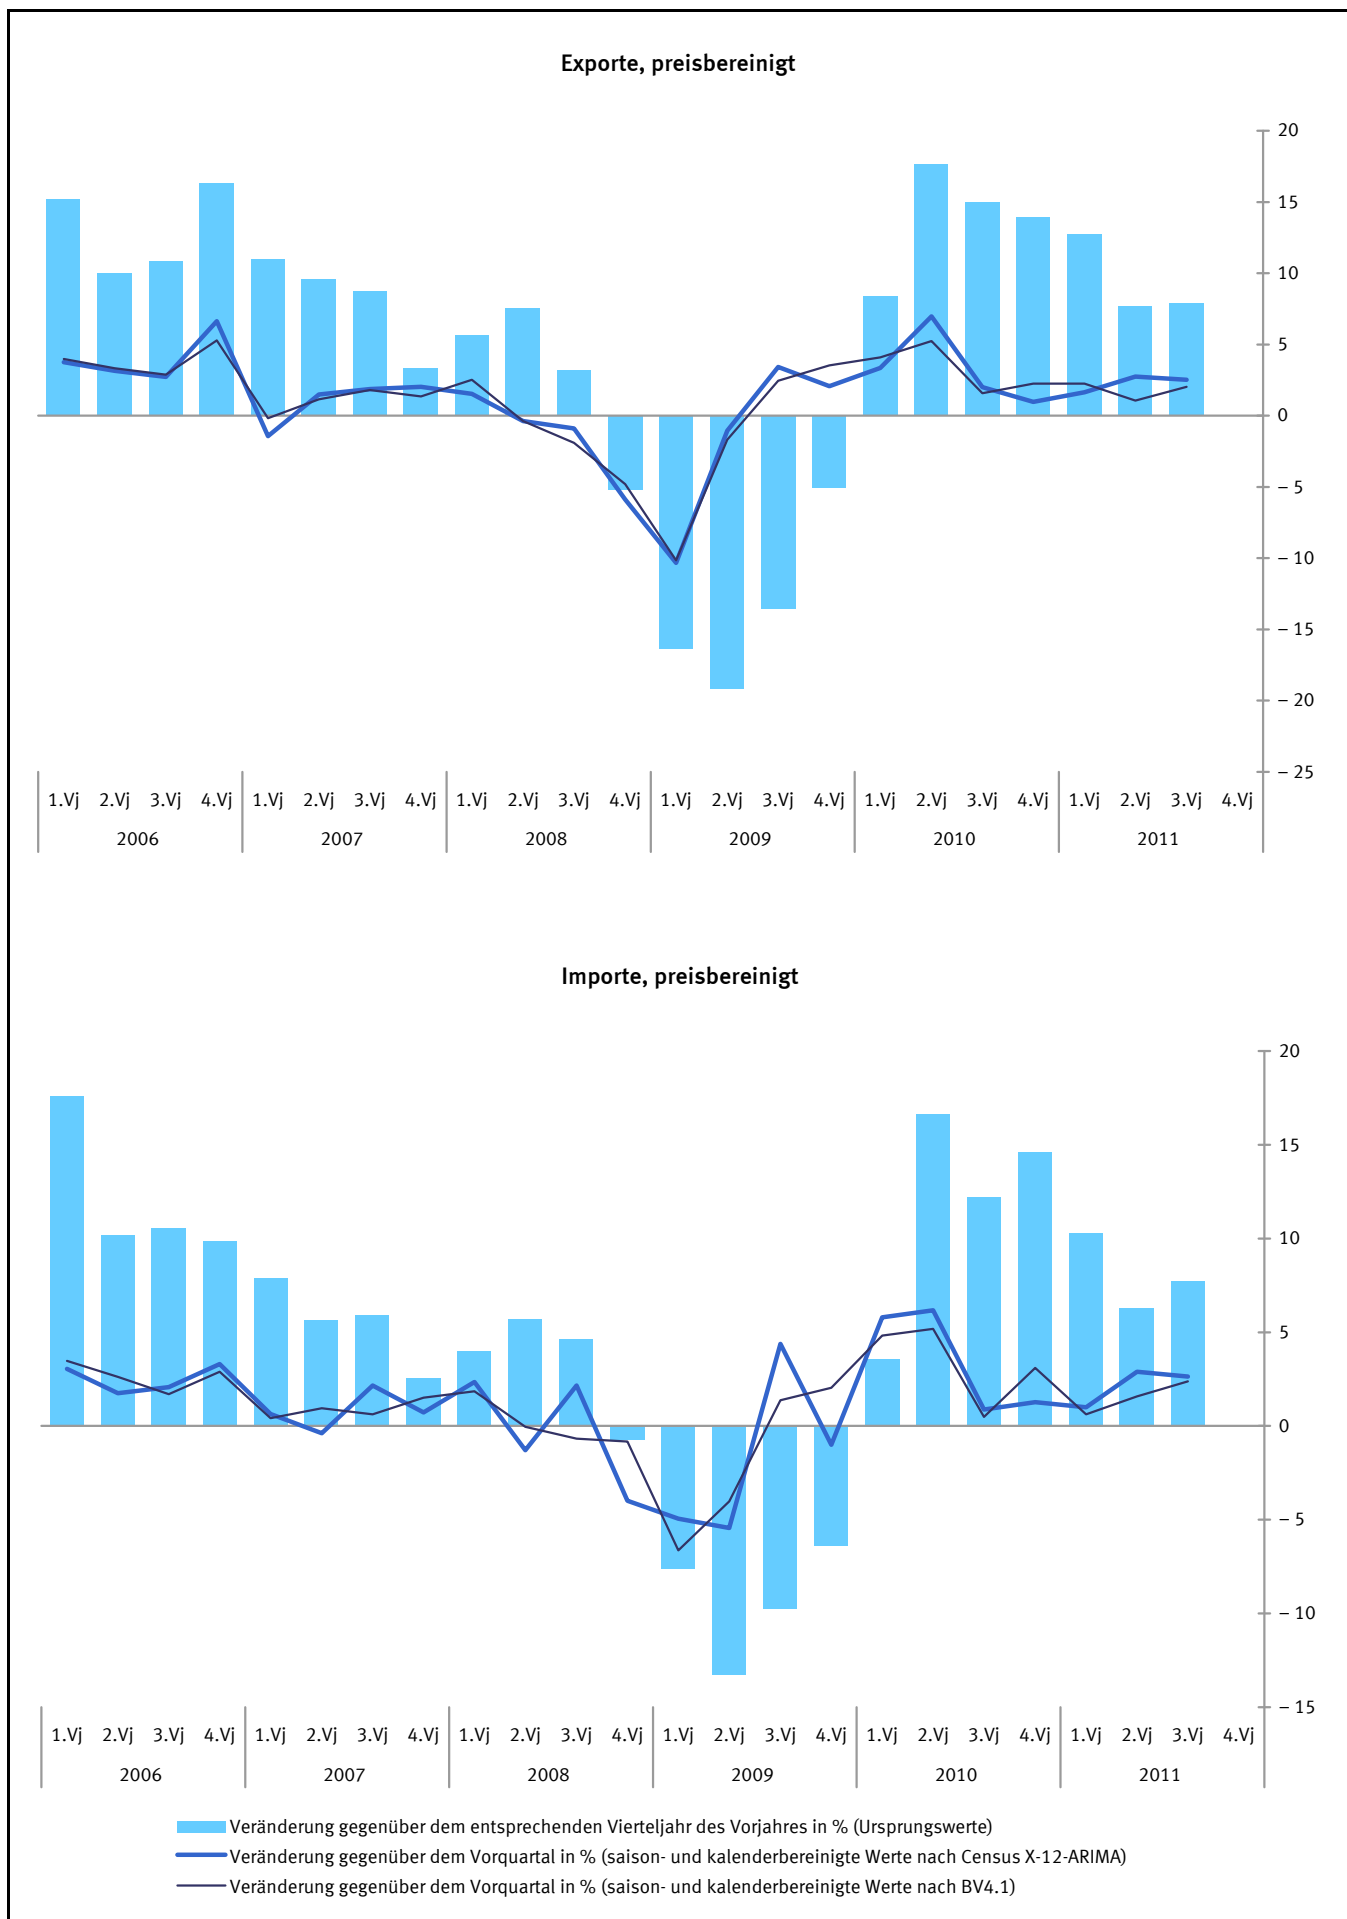 Exporte, preisbereinigt
20
15
10
5
0
– 5
– 10
– 15
– 20
– 25
1.Vj 2.Vj 3.Vj 4.Vj 1.Vj 2.Vj 3.Vj 4.Vj 1.Vj 2.Vj 3.Vj 4.Vj 1.Vj 2.Vj 3.Vj 4.Vj 1.Vj 2.Vj 3.Vj 4.Vj 1.Vj 2.Vj 3.Vj 4.Vj
2006 2007 2008 2009 2010 2011
Importe, preisbereinigt
20
15
10
5
0
– 5
– 10
– 15
1.Vj 2.Vj 3.Vj 4.Vj 1.Vj 2.Vj 3.Vj 4.Vj 1.Vj 2.Vj 3.Vj 4.Vj 1.Vj 2.Vj 3.Vj 4.Vj 1.Vj 2.Vj 3.Vj 4.Vj 1.Vj 2.Vj 3.Vj 4.Vj
2006 2007 2008 2009 2010 2011
Veränderung gegenüber dem entsprechenden Vierteljahr des Vorjahres in % (Ursprungswerte)
Veränderung gegenüber dem Vorquartal in % (saison- und kalenderbereinigte Werte nach Census X-12-ARIMA)
Veränderung gegenüber dem Vorquartal in % (saison- und kalenderbereinigte Werte nach BV4.1)